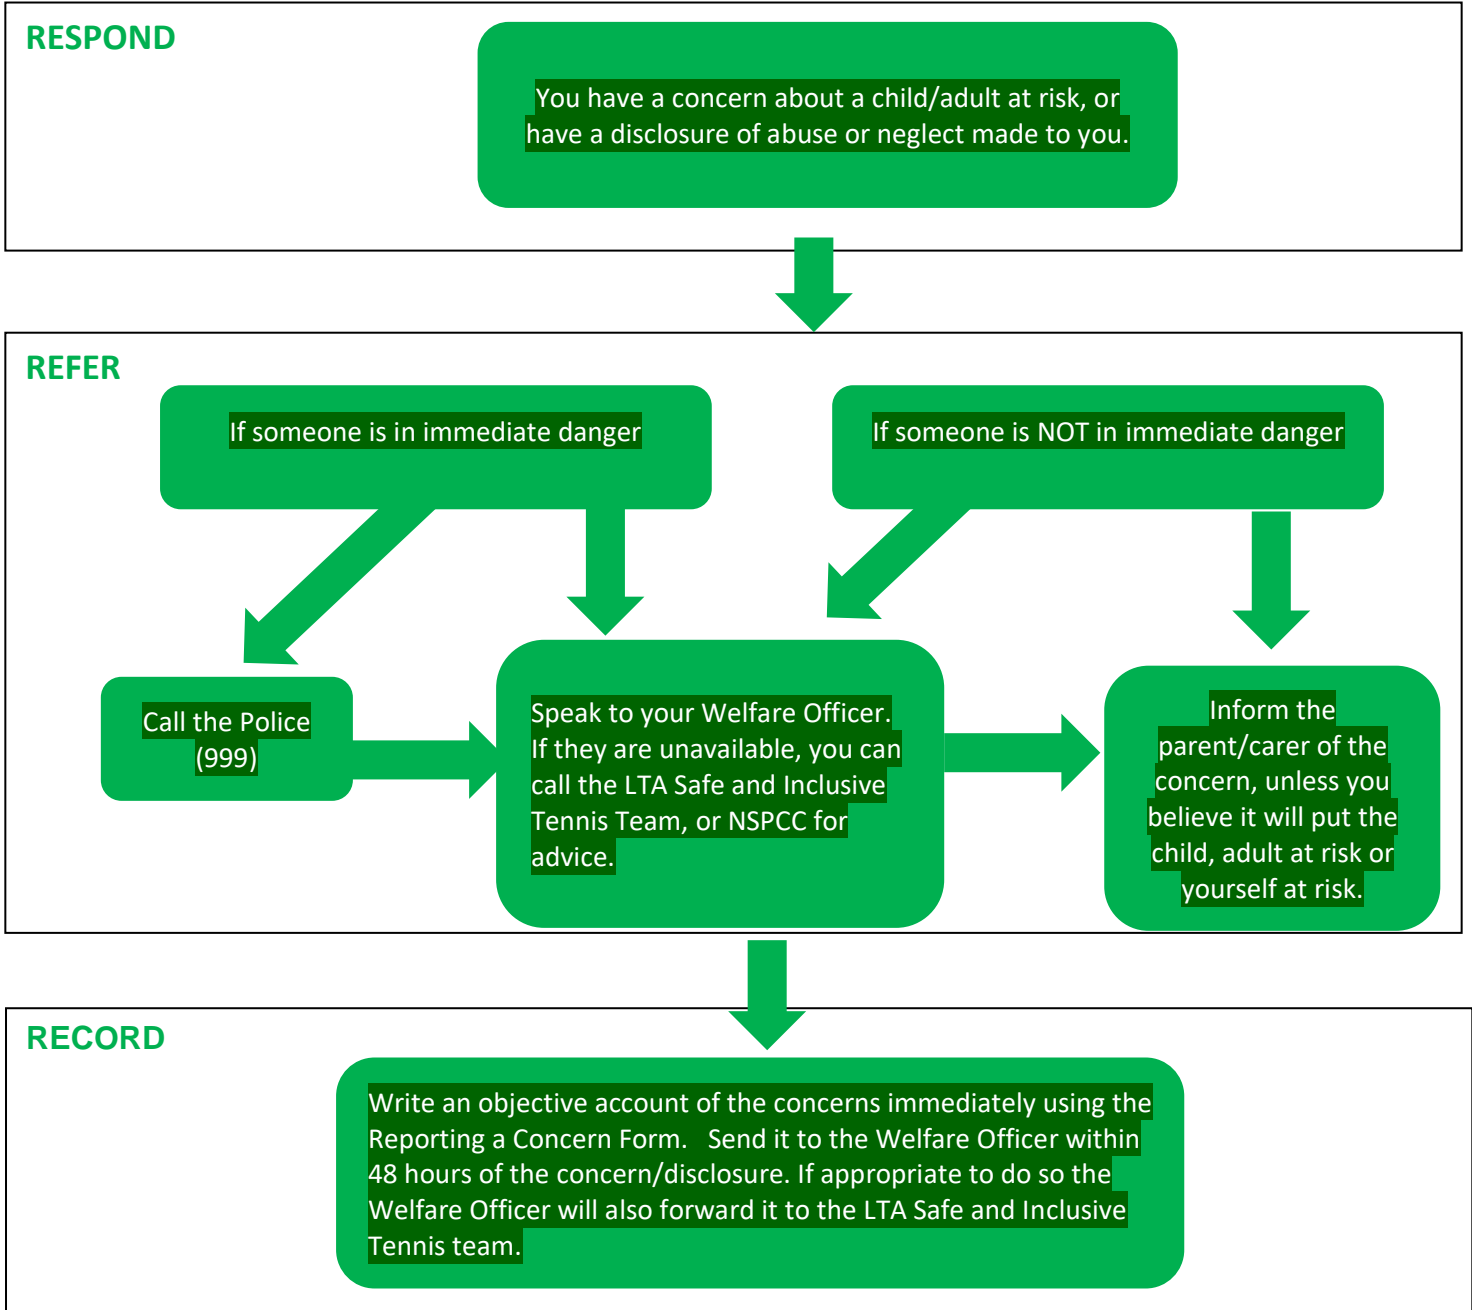 RESPOND
You have a concern about a child/adult at risk, or
have a disclosure of abuse or neglect made to you.
REFER
If someone is in immediate danger
If someone is NOT in immediate danger
Call the Police
(999)
Speak to your Welfare Officer.
If they are unavailable, you can
call the LTA Safe and Inclusive
Tennis Team, or NSPCC for
advice.
Inform the
parent/carer of the
concern, unless you
believe it will put the
child, adult at risk or
yourself at risk.
RECORD
Write an objective account of the concerns immediately using the
Reporting a Concern Form.   Send it to the Welfare Officer within
48 hours of the concern/disclosure. If appropriate to do so the
Welfare Officer will also forward it to the LTA Safe and Inclusive
Tennis team.